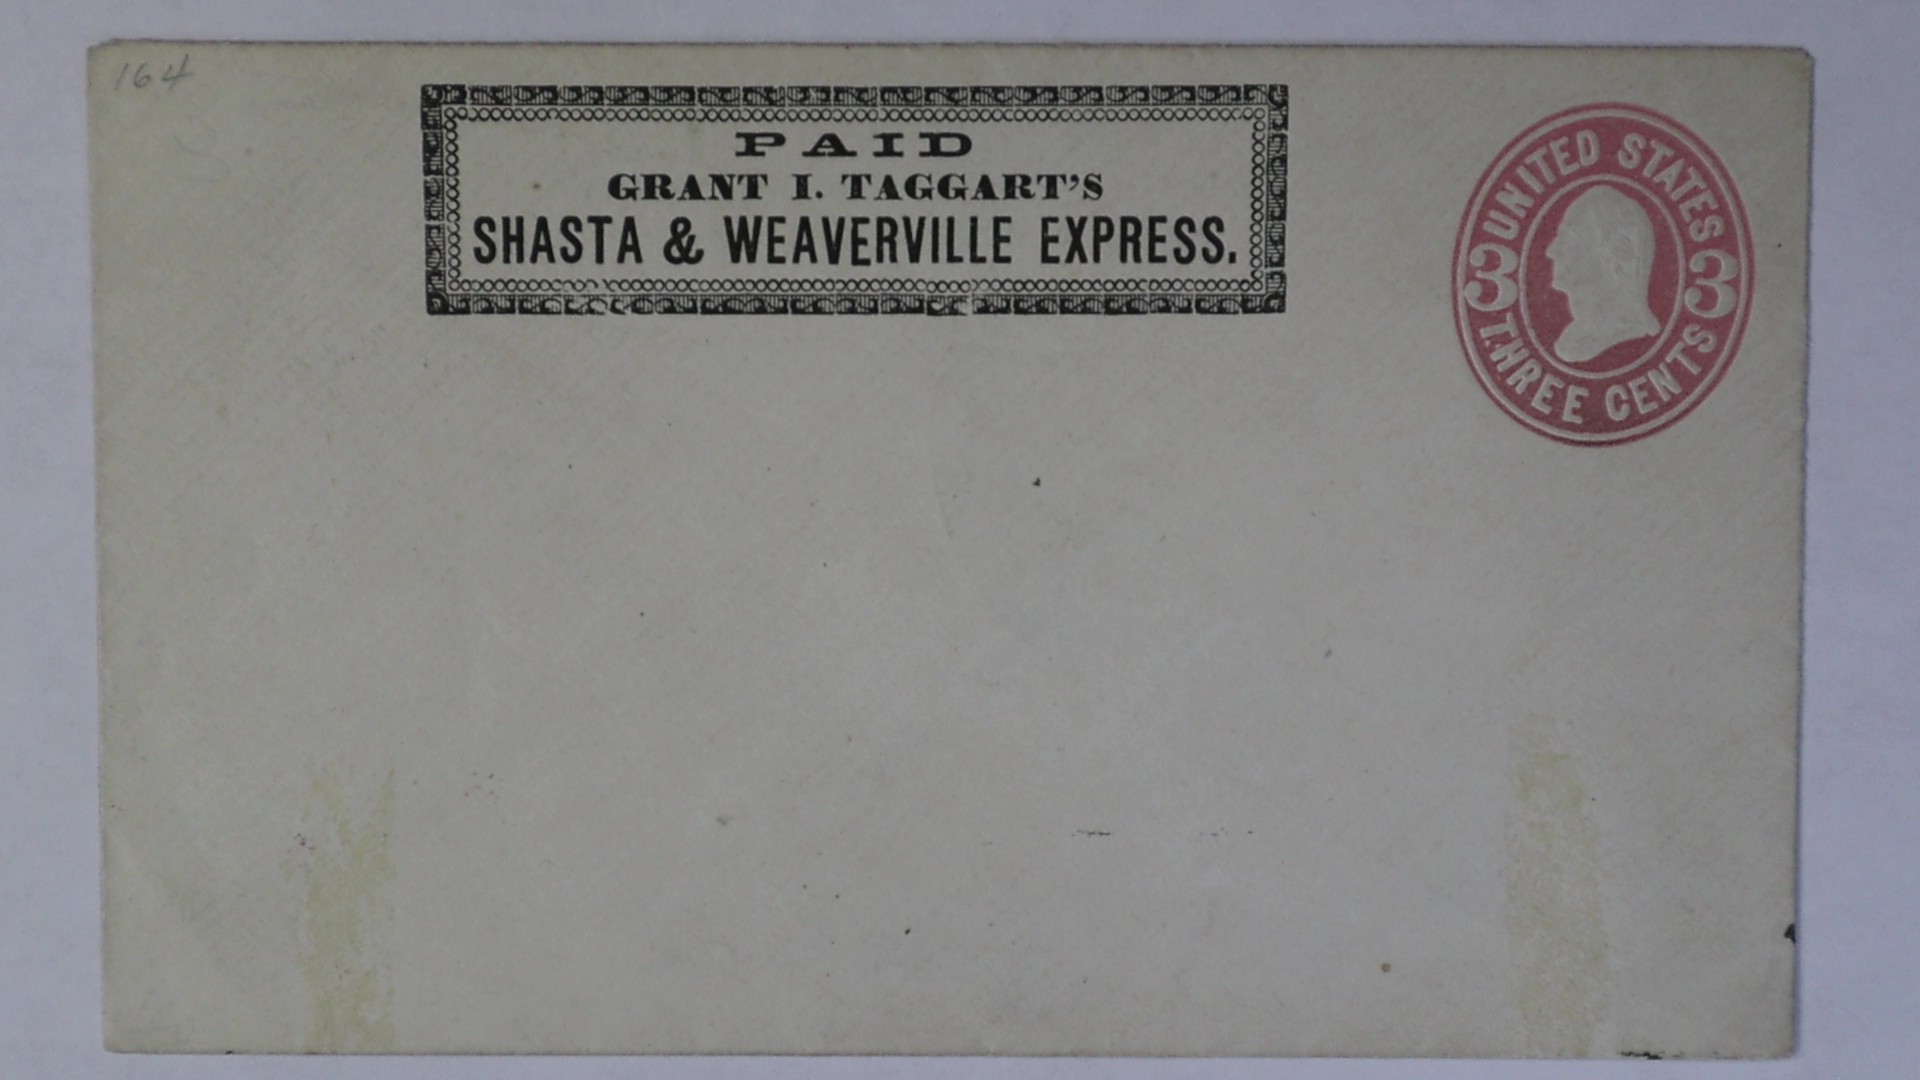 164
PAID
GRANT I. TAGGART'S
SHASTA & WEAVERVILLE EXPRESS.
UNITED STATES
3 3
THREE CENTS